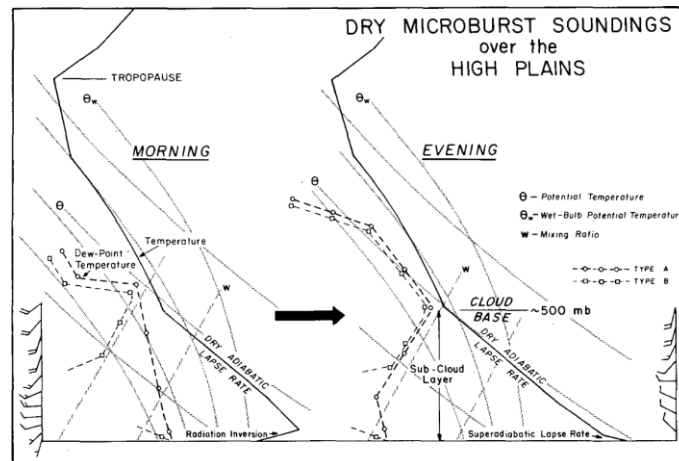 DRY MICROBURST SOUNDINGS
over the
HIGH PLAINS
TROPOPAUSE
θw
MORNING
θ
Temperature
Dew-Point
Temperature
w
DRY ADIABATIC
LAPSE RATE
Radiation Inversion
θw
EVENING
θ
w
θ – Potential Temperature
θw – Wet-Bulb Potential Temperature
w – Mixing Ratio
TYPE A
TYPE B
CLOUD
BASE
~500 mb
DRY ADIABATIC
LAPSE RATE
Sub-Cloud
Layer
Superadiabatic Lapse Rate